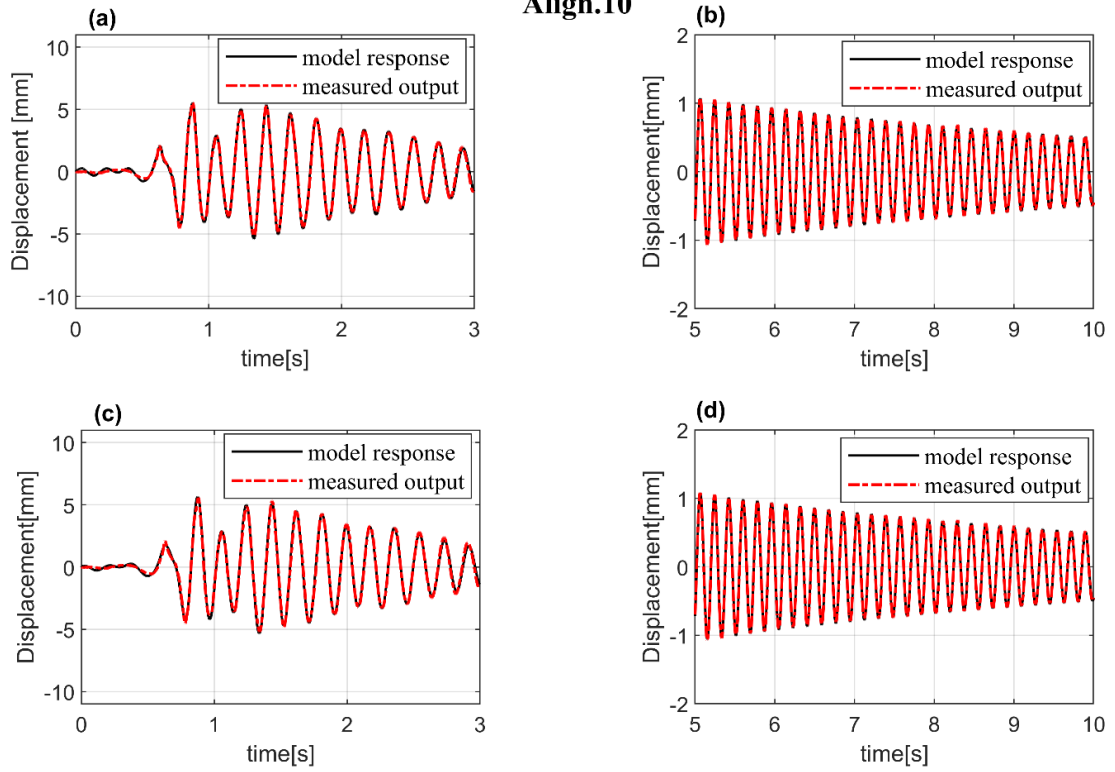 Align.10
(a)
model response
measured output
Displacement [mm]
10
5
0
-5
-10
0
1
2
3
time[s]
(b)
model response
measured output
Displacement[mm]
2
1
0
-1
-2
5
6
7
8
9
10
time[s]
(c)
model response
measured output
Displacement[mm]
10
5
0
-5
-10
0
1
2
3
time[s]
(d)
model response
measured output
Displacement[mm]
2
1
0
-1
-2
5
6
7
8
9
10
time[s]